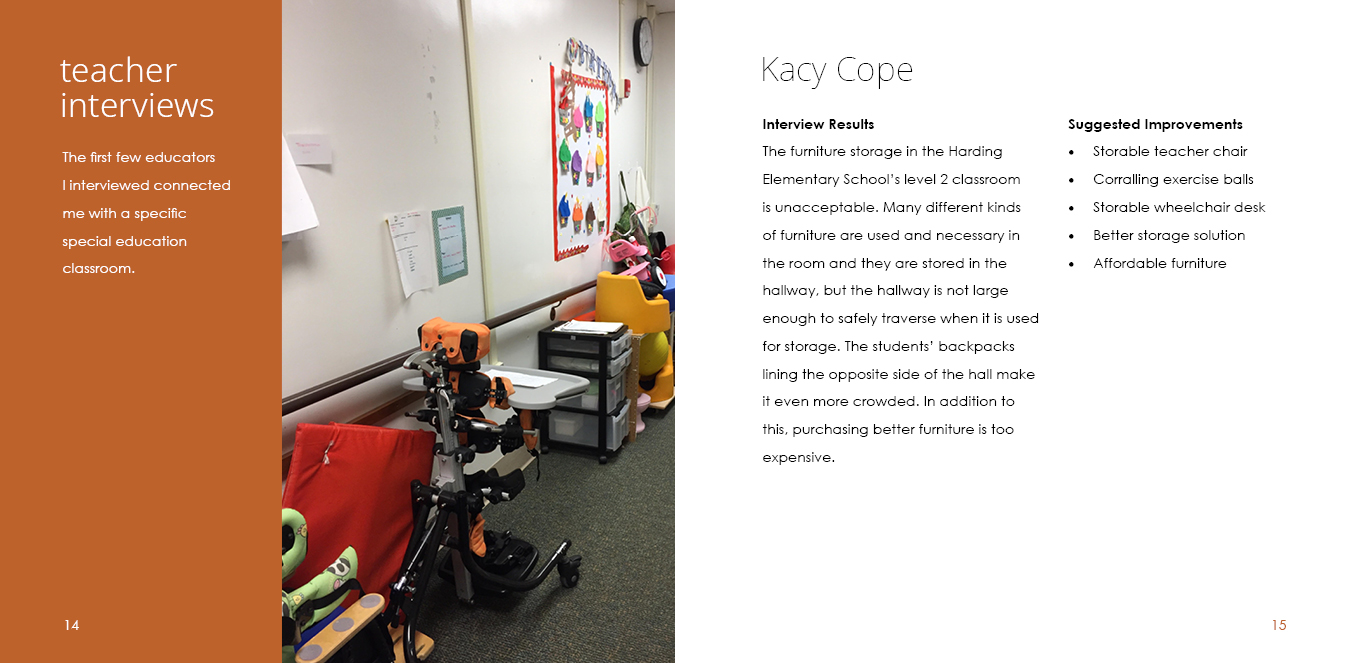 teacher
interviews
The first few educators
I interviewed connected
me with a specific
special education
classroom.
14
Kacy Cope
Interview Results
The furniture storage in the Harding
Elementary School’s level 2 classroom
is unacceptable. Many different kinds
of furniture are used and necessary in
the room and they are stored in the
hallway, but the hallway is not large
enough to safely traverse when it is used
for storage. The students’ backpacks
lining the opposite side of the hall make
it even more crowded. In addition to
this, purchasing better furniture is too
expensive.
Suggested Improvements
• Storable teacher chair
• Corralling exercise balls
• Storable wheelchair desk
• Better storage solution
• Affordable furniture
15